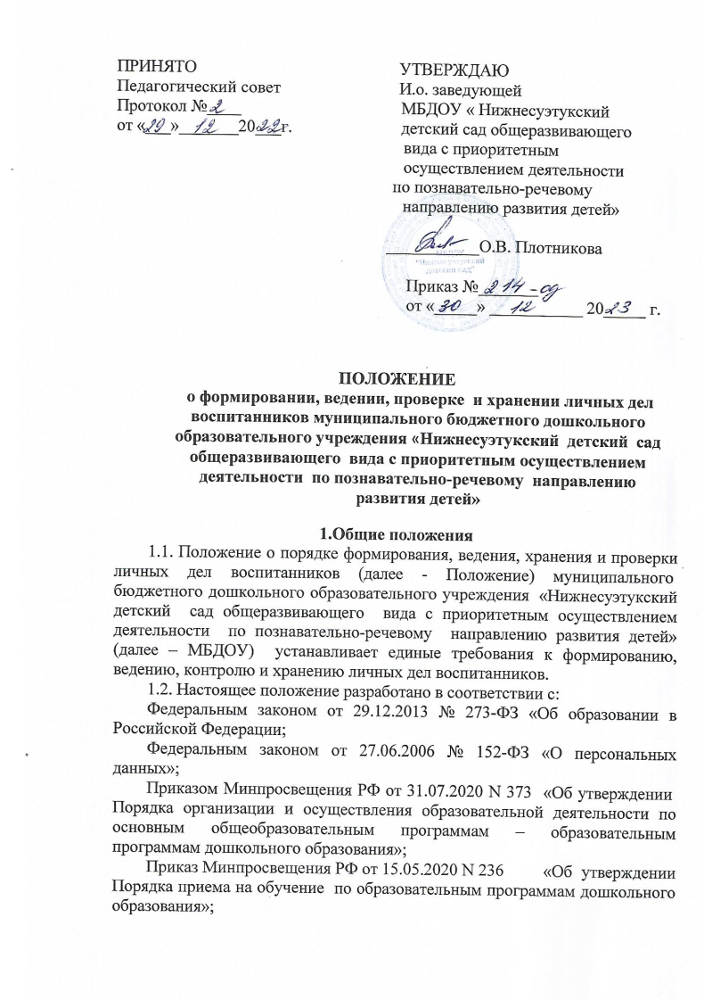 ПРИНЯТО
Педагогический совет
Протокол № 2
от «29» 12 2022г.
УТВЕРЖДАЮ
И.о. заведующей
МБДОУ « Нижнесуэтукский
детский сад общеразвивающего
вида с приоритетным
осуществлением деятельности
по познавательно-речевому
направлению развития детей»
О.В. Плотникова
МБДОУ
"Нижнесуэтукский
детский сад"
Приказ № 214-од
от « 30 » 12 2023 г.
ПОЛОЖЕНИЕ
о формировании, ведении, проверке и хранении личных дел
воспитанников муниципального бюджетного дошкольного
образовательного учреждения «Нижнесуэтукский детский сад
общеразвивающего вида с приоритетным осуществлением
деятельности по познавательно-речевому направлению
развития детей»
1.Общие положения
1.1. Положение о порядке формирования, ведения, хранения и проверки
личных дел воспитанников (далее - Положение) муниципального
бюджетного дошкольного образовательного учреждения «Нижнесуэтукский
детский сад общеразвивающего вида с приоритетным осуществлением
деятельности по познавательно-речевому направлению развития детей»
(далее – МБДОУ) устанавливает единые требования к формированию,
ведению, контролю и хранению личных дел воспитанников.
1.2. Настоящее положение разработано в соответствии с:
Федеральным законом от 29.12.2013 № 273-ФЗ «Об образовании в
Российской Федерации;
Федеральным законом от 27.06.2006 № 152-ФЗ «О персональных
данных»;
Приказом Минпросвещения РФ от 31.07.2020 N 373 «Об утверждении
Порядка организации и осуществления образовательной деятельности по
основным общеобразовательным программам – образовательным
программам дошкольного образования»;
Приказ Минпросвещения РФ от 15.05.2020 N 236 «Об утверждении
Порядка приема на обучение по образовательным программам дошкольного
образования»;